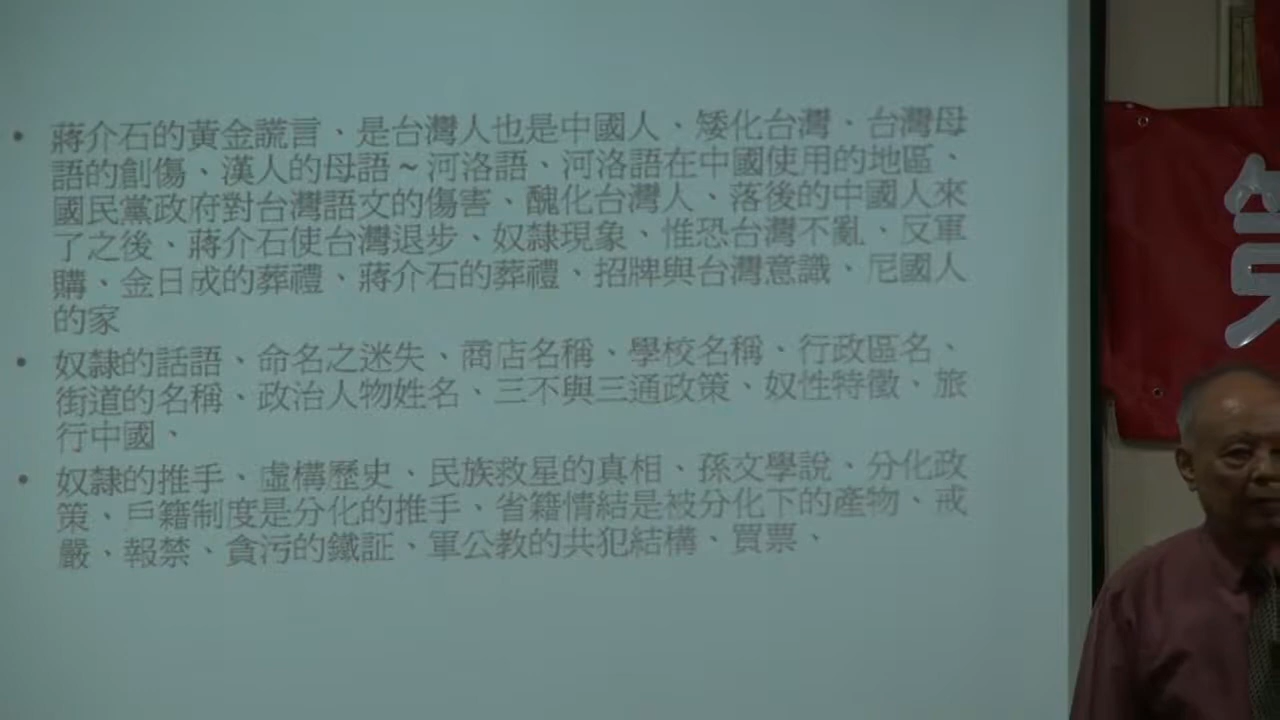 • 蔣介石的黃金謊言、是台灣人也是中國人、矮化台灣、台灣母
語的創傷、漢人的母語~河洛語、河洛語在中國使用的地區、
國民黨政府對台灣語文的傷害、醜化台灣人、落後的中國人來
了之後、蔣介石使台灣退步、奴隸現象、惟恐台灣不亂、反軍
購、金日成的葬禮、蔣介石的葬禮、招牌與台灣意識、尼國人
的家
• 奴隸的話語、命名之迷失、商店名稱、學校名稱、行政區名、
街道的名稱、政治人物姓名、三不與三通政策、奴性特徵、旅
行中國、
• 奴隸的推手、虛構歷史、民族救星的真相、孫文學說、分化政
策、戶籍制度是分化的推手、省籍情結是被分化下的產物、戒
嚴、報禁、貪污的鐵証、軍公教的共犯結構、買票、